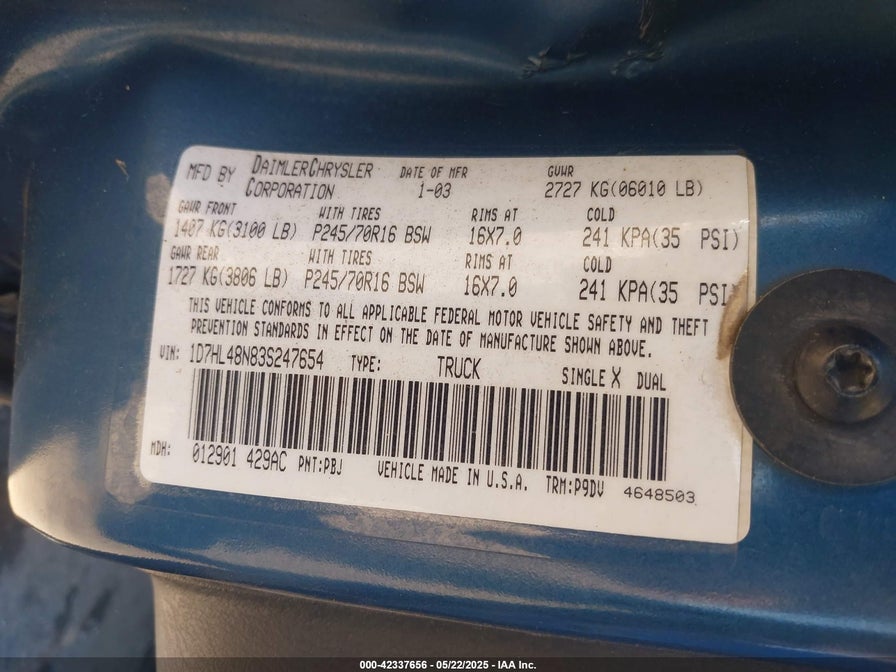 MFD BY DAIMLERCHRYSLER CORPORATION DATE OF MFR 1-03 GVWR 2727 KG(06010 LB)
GAWR FRONT WITH TIRES RIMS AT COLD
1407 KG(3100 LB) P245/70R16 BSW 16X7.0 241 KPA(35 PSI)
GAWR REAR WITH TIRES RIMS AT COLD
1727 KG(3806 LB) P245/70R16 BSW 16X7.0 241 KPA(35 PSI
THIS VEHICLE CONFORMS TO ALL APPLICABLE FEDERAL MOTOR VEHICLE SAFETY AND THEFT
PREVENTION STANDARDS IN EFFECT ON THE DATE OF MANUFACTURE SHOWN ABOVE.
VIN: 1D7HL48N83S247654 TYPE: TRUCK SINGLE X DUAL
MDH: 012901 429AC PNT:PBJ VEHICLE MADE IN U.S.A. TRM:P9DV 4648503
000-42337656 - 05/22/2025 - IAA Inc.